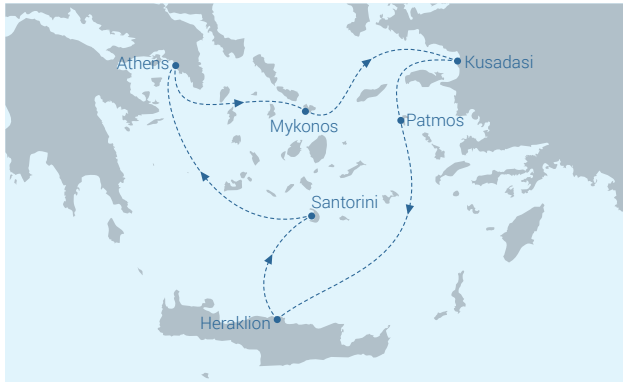 Athens
Kusadasi
Mykonos
Patmos
Santorini
Heraklion